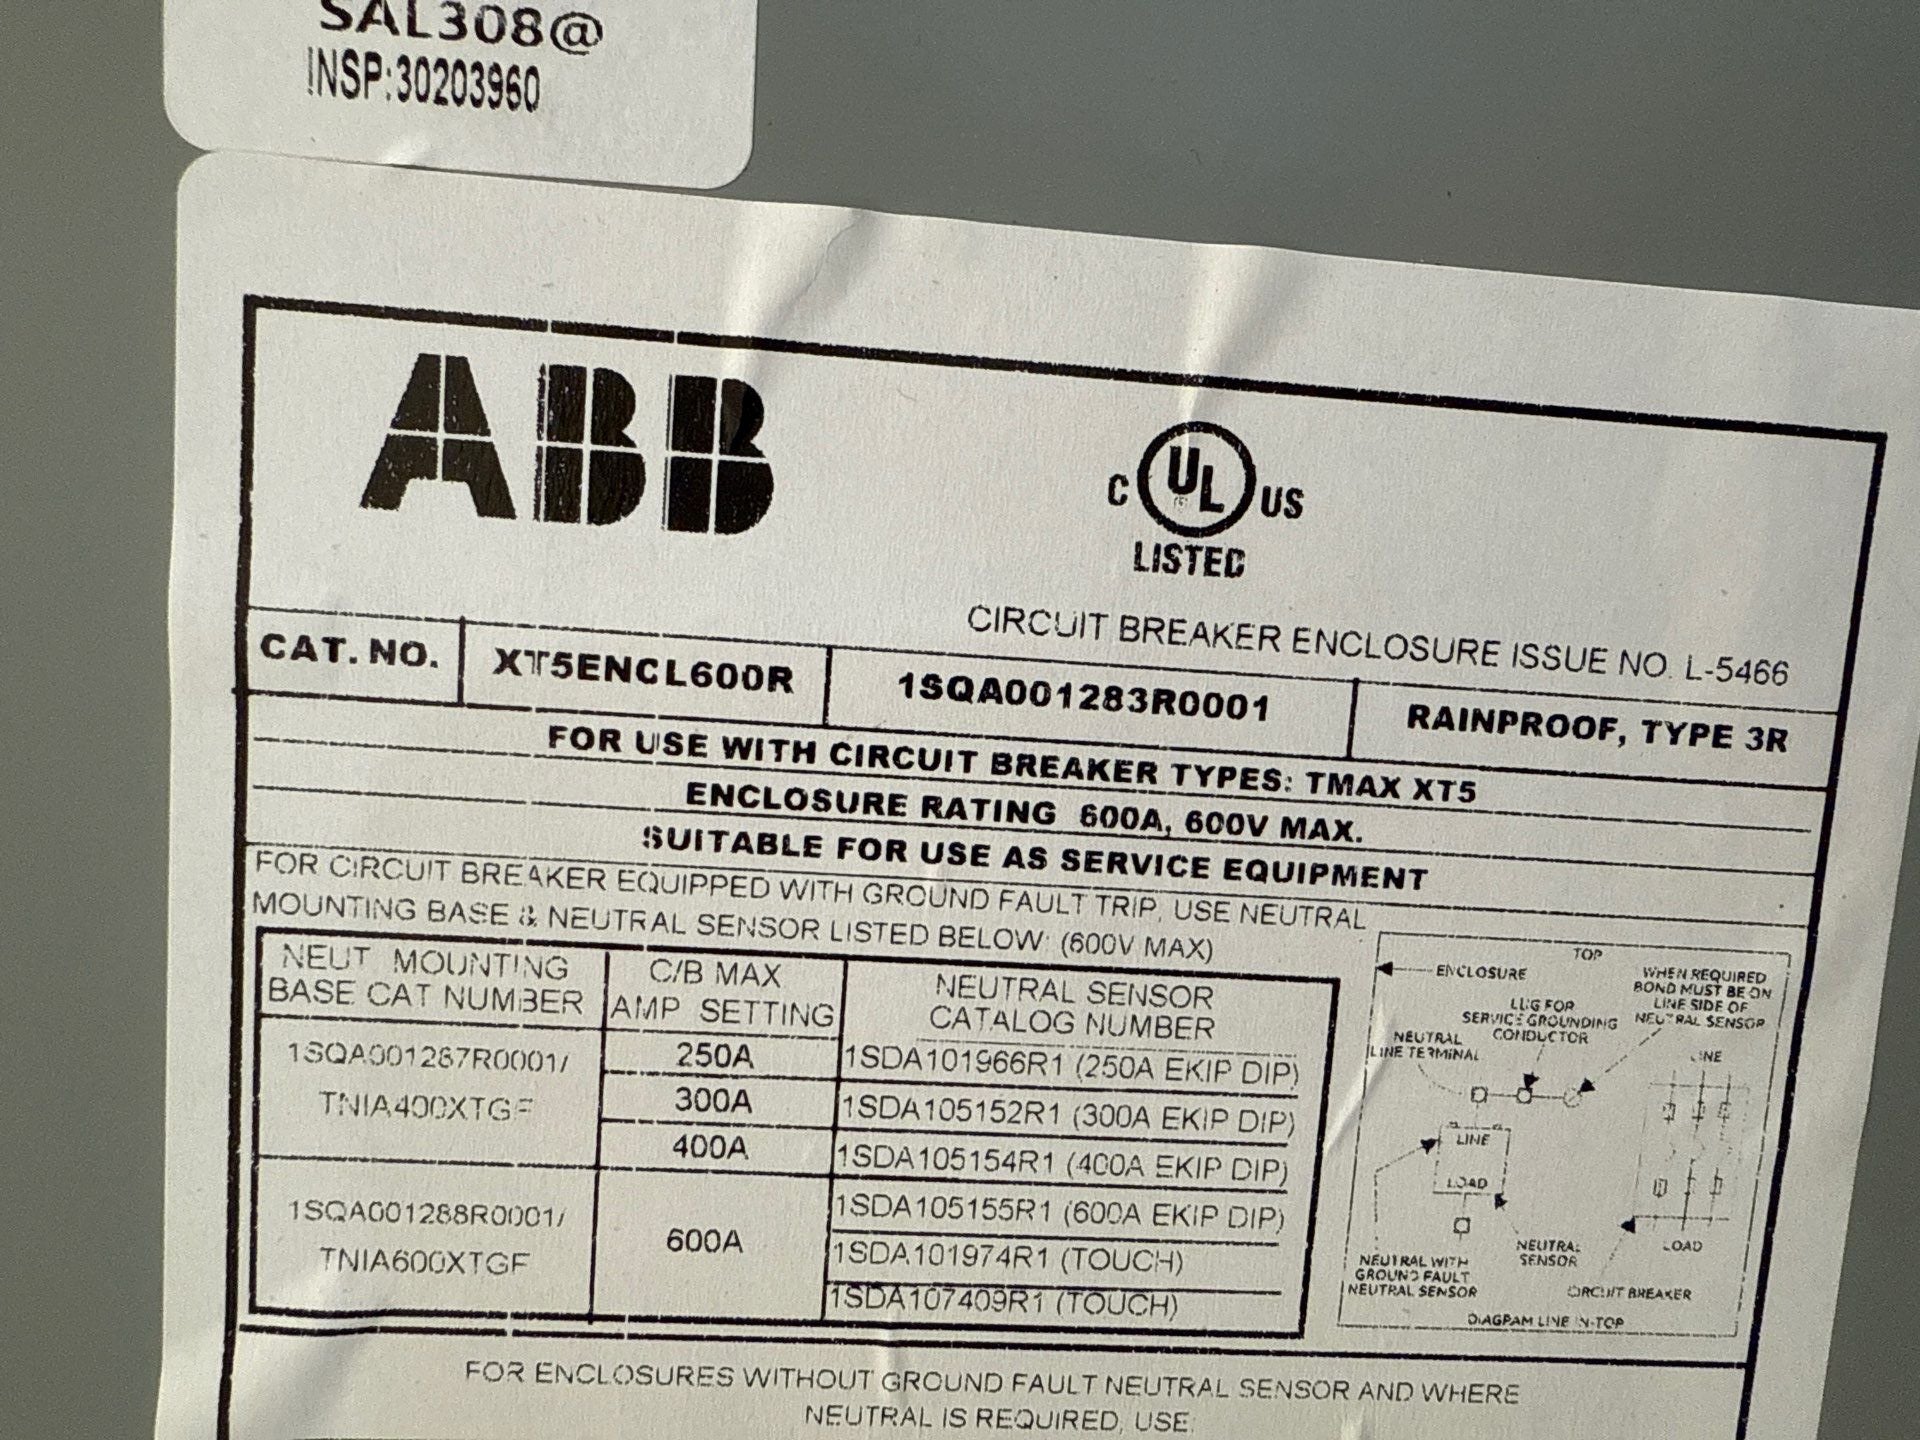 SAL308@
INSP:30203960
ABB
C UL US
LISTED
CIRCUIT BREAKER ENCLOSURE ISSUE NO. L-5466
CAT. NO. XT5ENCL600R 1SQA001283R0001 RAINPROOF, TYPE 3R
FOR USE WITH CIRCUIT BREAKER TYPES: TMAX XT5
ENCLOSURE RATING 600A, 600V MAX.
SUITABLE FOR USE AS SERVICE EQUIPMENT
FOR CIRCUIT BREAKER EQUIPPED WITH GROUND FAULT TRIP, USE NEUTRAL
MOUNTING BASE & NEUTRAL SENSOR LISTED BELOW: (600V MAX)
NEUT MOUNTING
BASE CAT NUMBER
C/B MAX
AMP SETTING
NEUTRAL SENSOR
CATALOG NUMBER
1SQA001287R0001/
TNIA400XTGF
250A 1SDA101966R1 (250A EKIP DIP)
300A 1SDA105152R1 (300A EKIP DIP)
400A 1SDA105154R1 (400A EKIP DIP)
1SQA001288R0001/
TNIA600XTGF
600A
1SDA105155R1 (600A EKIP DIP)
1SDA101974R1 (TOUCH)
1SDA107409R1 (TOUCH)
TOP
ENCLOSURE
WHEN REQUIRED
BOND MUST BE ON
LINE SIDE OF
NEUTRAL SENSOR
LUG FOR
SERVICE GROUNDING
CONDUCTOR
NEUTRAL
LINE TERMINAL
LINE
LINE
LOAD
LOAD
NEUTRAL
SENSOR
NEUTRAL WITH
GROUND FAULT
NEUTRAL SENSOR
CIRCUIT BREAKER
DIAGRAM LINE IN-TOP
FOR ENCLOSURES WITHOUT GROUND FAULT NEUTRAL SENSOR AND WHERE
NEUTRAL IS REQUIRED, USE: